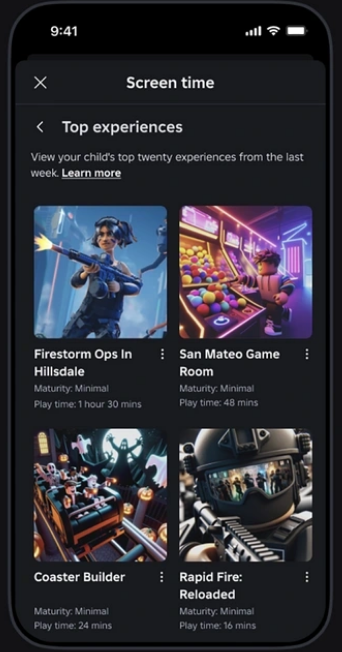 9:41
Screen time
Top experiences
View your child's top twenty experiences from the last
week. Learn more
Firestorm Ops In
Hillsdale
Maturity: Minimal
Play time: 1 hour 30 mins
San Mateo Game
Room
Maturity: Minimal
Play time: 48 mins
Coaster Builder
Maturity: Minimal
Play time: 24 mins
Rapid Fire:
Reloaded
Maturity: Minimal
Play time: 16 mins